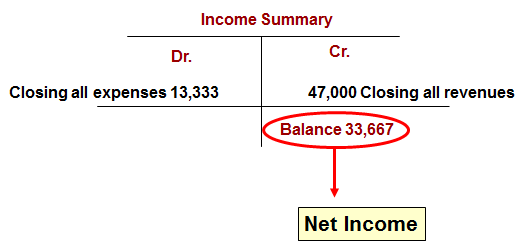 Income Summary
Dr. Cr.
Closing all expenses 13,333 47,000 Closing all revenues
Balance 33,667
Net Income